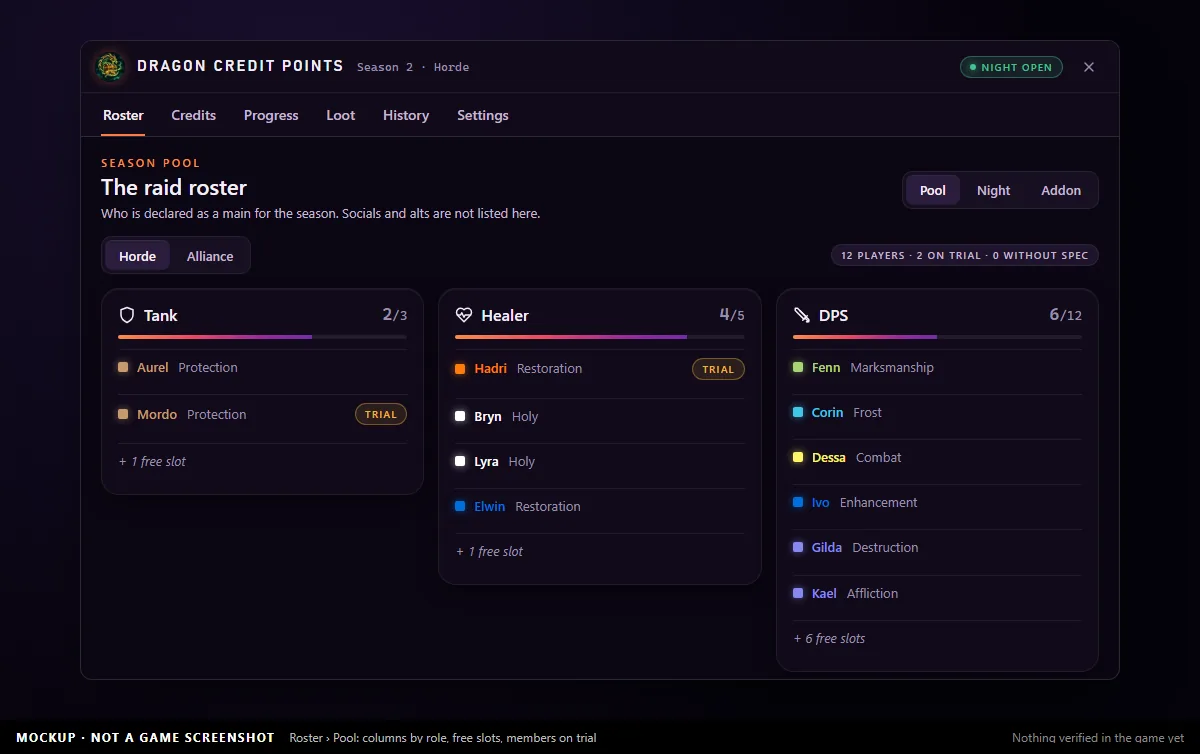 DRAGON CREDIT POINTS Season 2 · Horde
NIGHT OPEN
Roster Credits Progress Loot History Settings
SEASON POOL
The raid roster
Who is declared as a main for the season. Socials and alts are not listed here.
Pool Night Addon
Horde Alliance
12 PLAYERS · 2 ON TRIAL · 0 WITHOUT SPEC
Tank 2/3
Aurel Protection
Mordo Protection TRIAL
+ 1 free slot
Healer 4/5
Hadri Restoration TRIAL
Bryn Holy
Lyra Holy
Elwin Restoration
+ 1 free slot
DPS 6/12
Fenn Marksmanship
Corin Frost
Dessa Combat
Ivo Enhancement
Gilda Destruction
Kael Affliction
+ 6 free slots
MOCKUP · NOT A GAME SCREENSHOT Roster › Pool: columns by role, free slots, members on trial
Nothing verified in the game yet